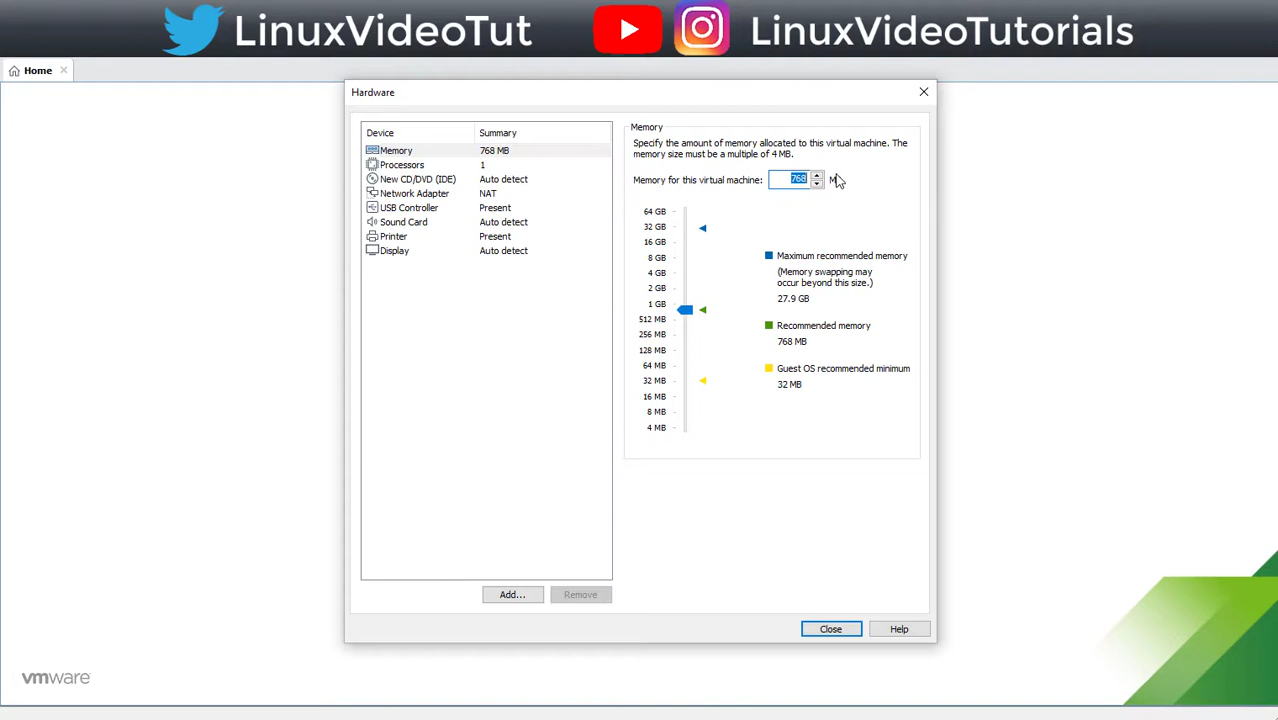 LinuxVideoTut LinuxVideoTutorials
Home
Hardware
Device Summary
Memory 768 MB
Processors 1
New CD/DVD (IDE) Auto detect
Network Adapter NAT
USB Controller Present
Sound Card Auto detect
Printer Present
Display Auto detect
Add...
Remove
Memory
Specify the amount of memory allocated to this virtual machine. The
memory size must be a multiple of 4 MB.
Memory for this virtual machine: 768
64 GB
32 GB
16 GB
8 GB
4 GB
2 GB
1 GB
512 MB
256 MB
128 MB
64 MB
32 MB
16 MB
8 MB
4 MB
Maximum recommended memory
(Memory swapping may
occur beyond this size.)
27.9 GB
Recommended memory
768 MB
Guest OS recommended minimum
32 MB
Close
Help
vmware